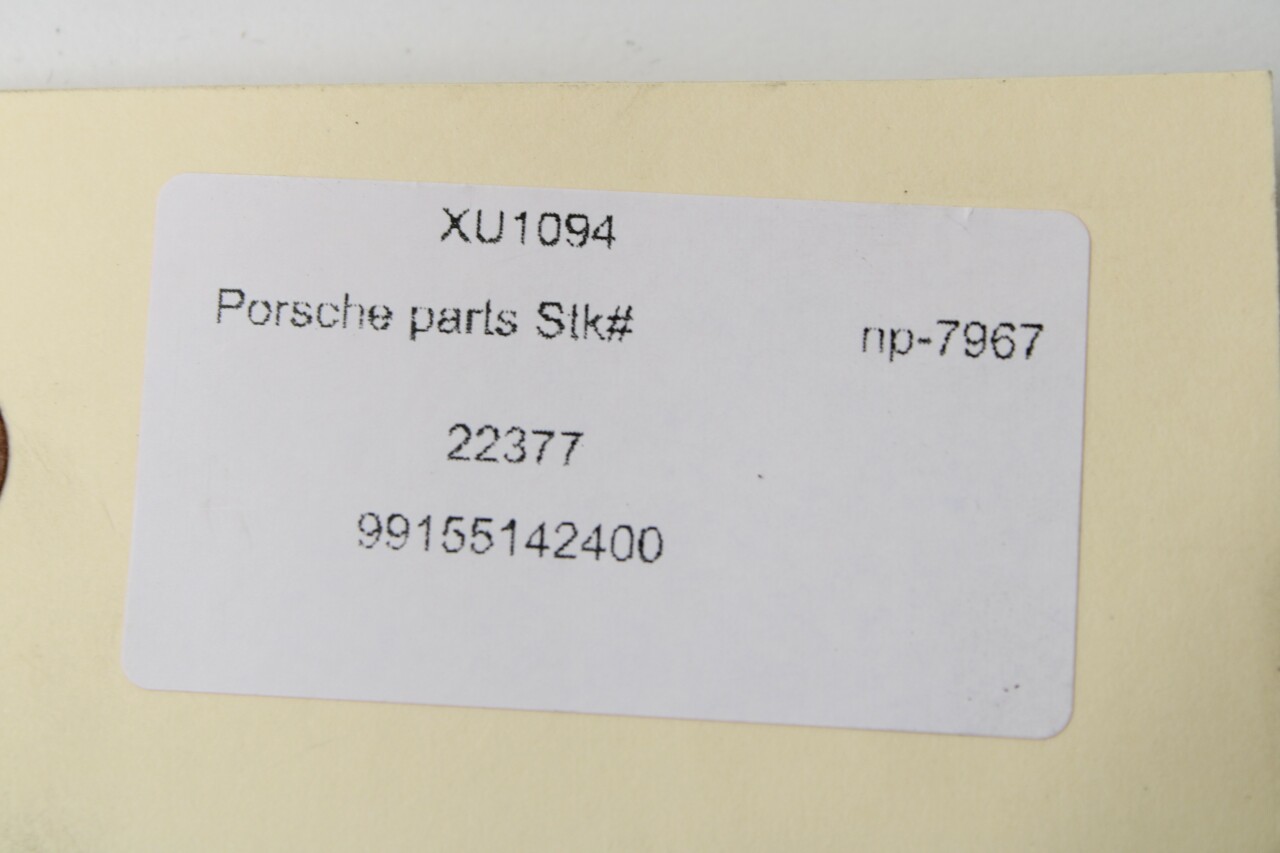 XU1094
Porsche parts Stk# np-7967
22377
99155142400